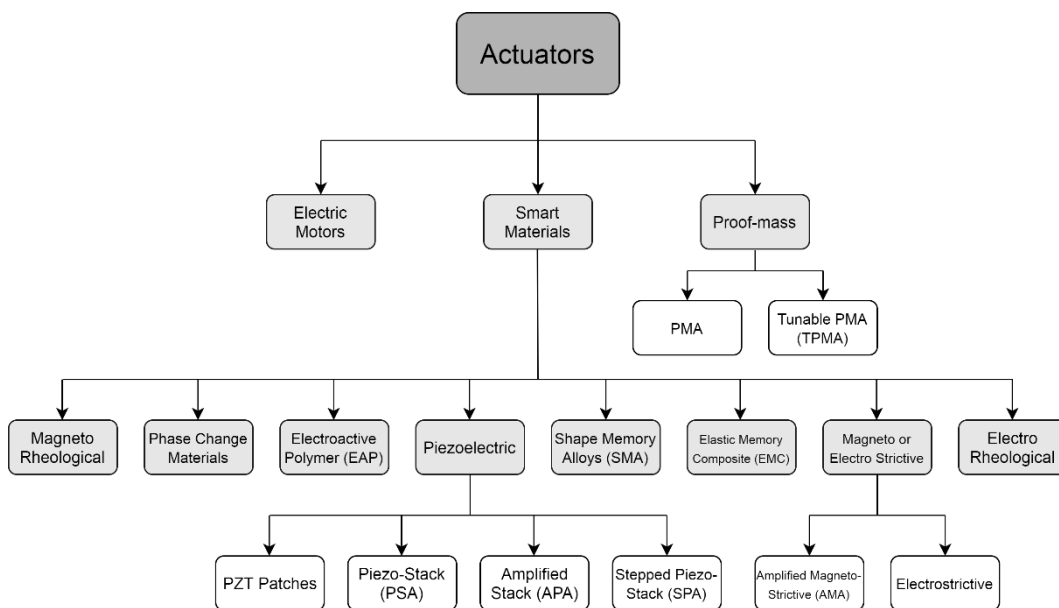 Actuators
Electric
Motors
Smart
Materials
Proof-mass
PMA
Tunable PMA
(TPMA)
Magneto
Rheological
Phase Change
Materials
Electroactive
Polymer (EAP)
Piezoelectric
Shape Memory
Alloys (SMA)
Elastic Memory
Composite (EMC)
Magneto or
Electro Strictive
Electro
Rheological
PZT Patches
Piezo-Stack
(PSA)
Amplified
Stack (APA)
Stepped Piezo-
Stack (SPA)
Amplified Magneto-
Strictive (AMA)
Electrostrictive